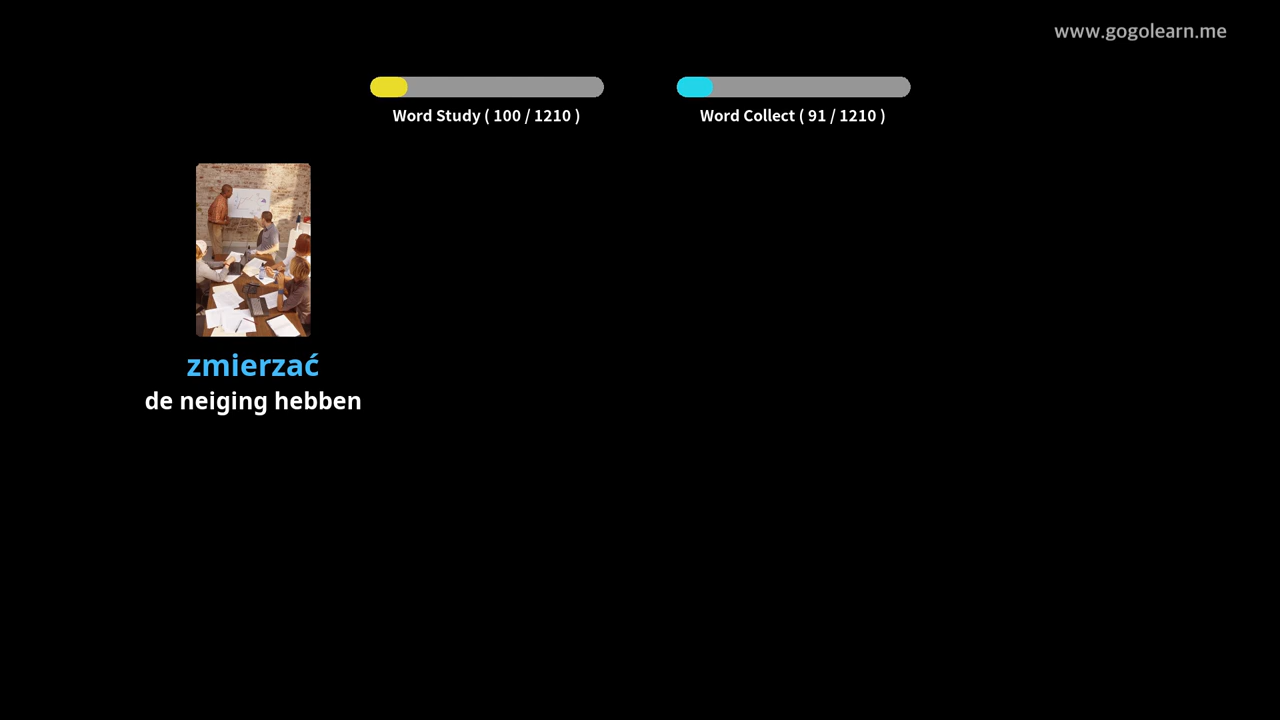 www.gogolearn.me
Word Study ( 100 / 1210 )
Word Collect ( 91 / 1210 )
zmierzać
de neiging hebben